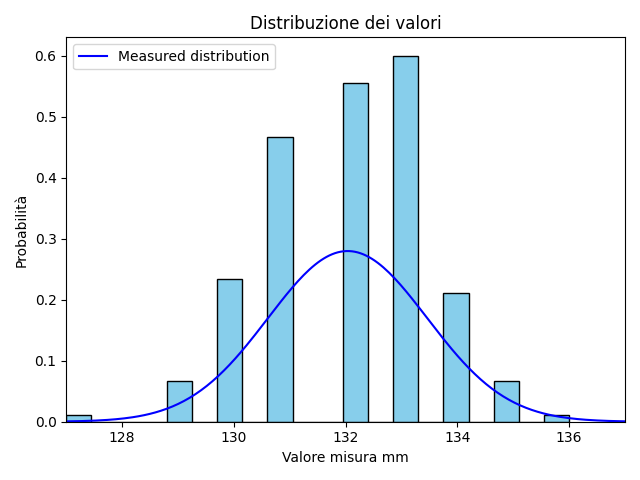 Distribuzione dei valori
Measured distribution
Probabilità
0.6
0.5
0.4
0.3
0.2
0.1
0.0
128 130 132 134 136
Valore misura mm